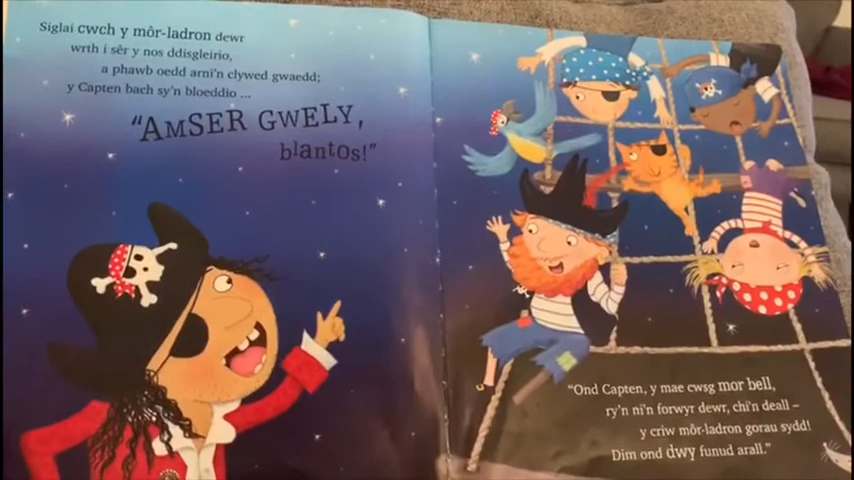 Siglai cwch y môr-ladron dewr
wrth i sêr y nos ddisgleirio,
a phawb oedd arni'n clywed gwaedd;
y Capten bach sy'n bloeddio ...
"AMSER GWELY,
blantos!"
"Ond Capten, y mae cwsg mor bell,
ry'n ni'n forwyr dewr, chi'n deall –
y criw môr-ladron gorau sydd!
Dim ond dwy funud arall."